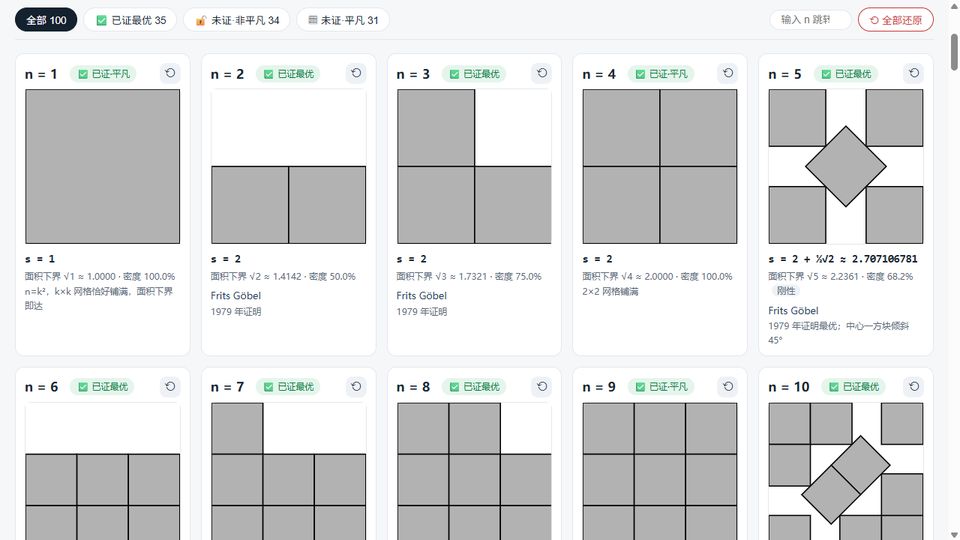 全部 100
✅ 已证最优 35
🔓 未证·非平凡 34
未证·平凡 31
输入 n 跳转
全部还原
n = 1
✅ 已证·平凡
n = 2
✅ 已证最优
n = 3
✅ 已证最优
n = 4
✅ 已证·平凡
n = 5
✅ 已证最优
s = 1
面积下界 √1 ≈ 1.0000 · 密度 100.0%
n=k²，k×k 网格恰好铺满，面积下界
即达
s = 2
面积下界 √2 ≈ 1.4142 · 密度 50.0%
Frits Göbel
1979 年证明
s = 2
面积下界 √3 ≈ 1.7321 · 密度 75.0%
Frits Göbel
1979 年证明
s = 2
面积下界 √4 ≈ 2.0000 · 密度 100.0%
2×2 网格铺满
s = 2 + ½√2 ≈ 2.707106781
面积下界 √5 ≈ 2.2361 · 密度 68.2%
刚性
Frits Göbel
1979 年证明最优；中心一方块倾斜
45°
n = 6
✅ 已证最优
n = 7
✅ 已证最优
n = 8
✅ 已证最优
n = 9
✅ 已证·平凡
n = 10
✅ 已证最优